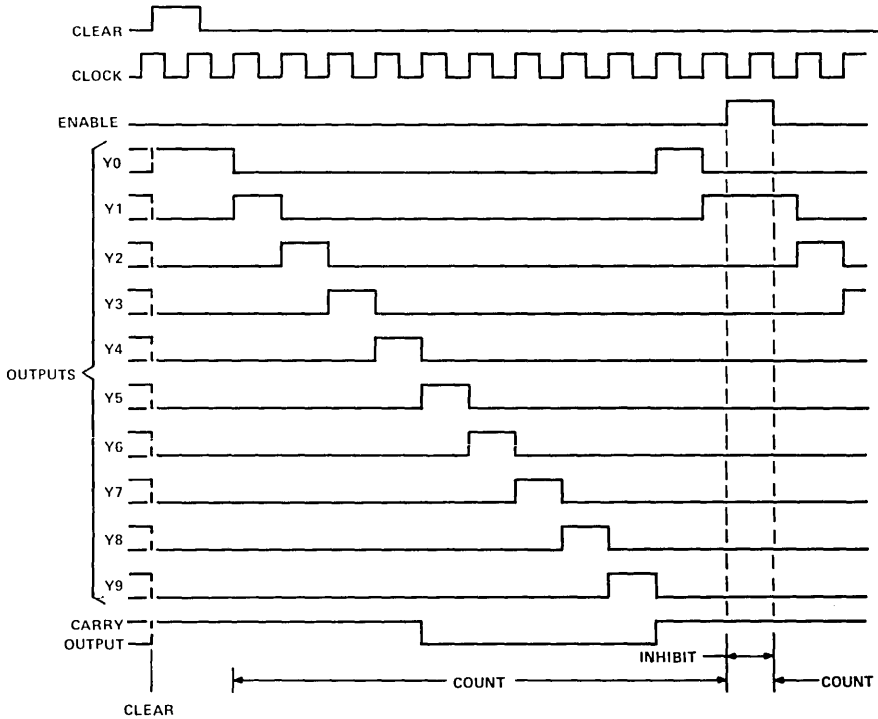 CLEAR
CLOCK
ENABLE
Y0
Y1
Y2
Y3
Y4
OUTPUTS
Y5
Y6
Y7
Y8
Y9
CARRY
OUTPUT
INHIBIT
COUNT
COUNT
CLEAR